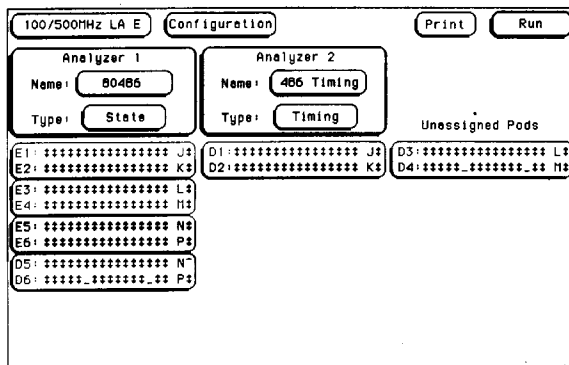 100/500MHz LA E Configuration Print Run
Analyzer 1
Name: 80486
Type: State
Analyzer 2
Name: 486 Timing
Type: Timing
Unassigned Pods
E1: ‡‡‡‡‡‡‡‡‡‡‡‡‡‡‡‡ J‡
E2: ‡‡‡‡‡‡‡‡‡‡‡‡‡‡‡‡ K‡
E3: ‡‡‡‡‡‡‡‡‡‡‡‡‡‡‡‡ L‡
E4: ‡‡‡‡‡‡‡‡‡‡‡‡‡‡‡‡ M‡
E5: ‡‡‡‡‡‡‡‡‡‡‡‡‡‡‡‡ N‡
E6: ‡‡‡‡‡‡‡‡‡‡‡‡‡‡‡‡ P‡
D5: ‡‡‡‡‡‡‡‡‡‡‡‡‡‡‡‡ N^
D6: ‡‡‡‡‡_‡‡‡‡‡‡‡_‡‡ P‡
D1: ‡‡‡‡‡‡‡‡‡‡‡‡‡‡‡‡ J‡
D2: ‡‡‡‡‡‡‡‡‡‡‡‡‡‡‡‡ K‡
D3: ‡‡‡‡‡‡‡‡‡‡‡‡‡‡‡‡ L‡
D4: ‡‡‡‡‡_‡‡‡‡‡‡‡_‡‡ M‡